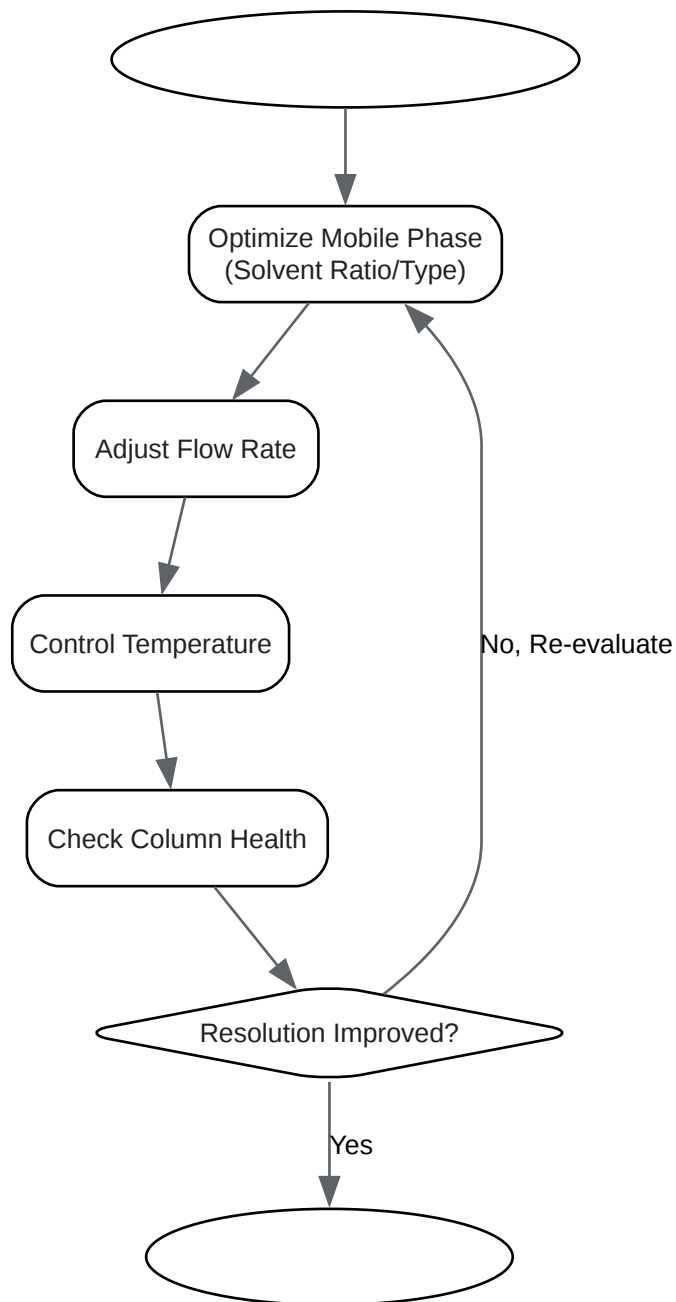 Optimize Mobile Phase
(Solvent Ratio/Type)
Adjust Flow Rate
Control Temperature
No, Re-evaluate
Check Column Health
Resolution Improved?
Yes